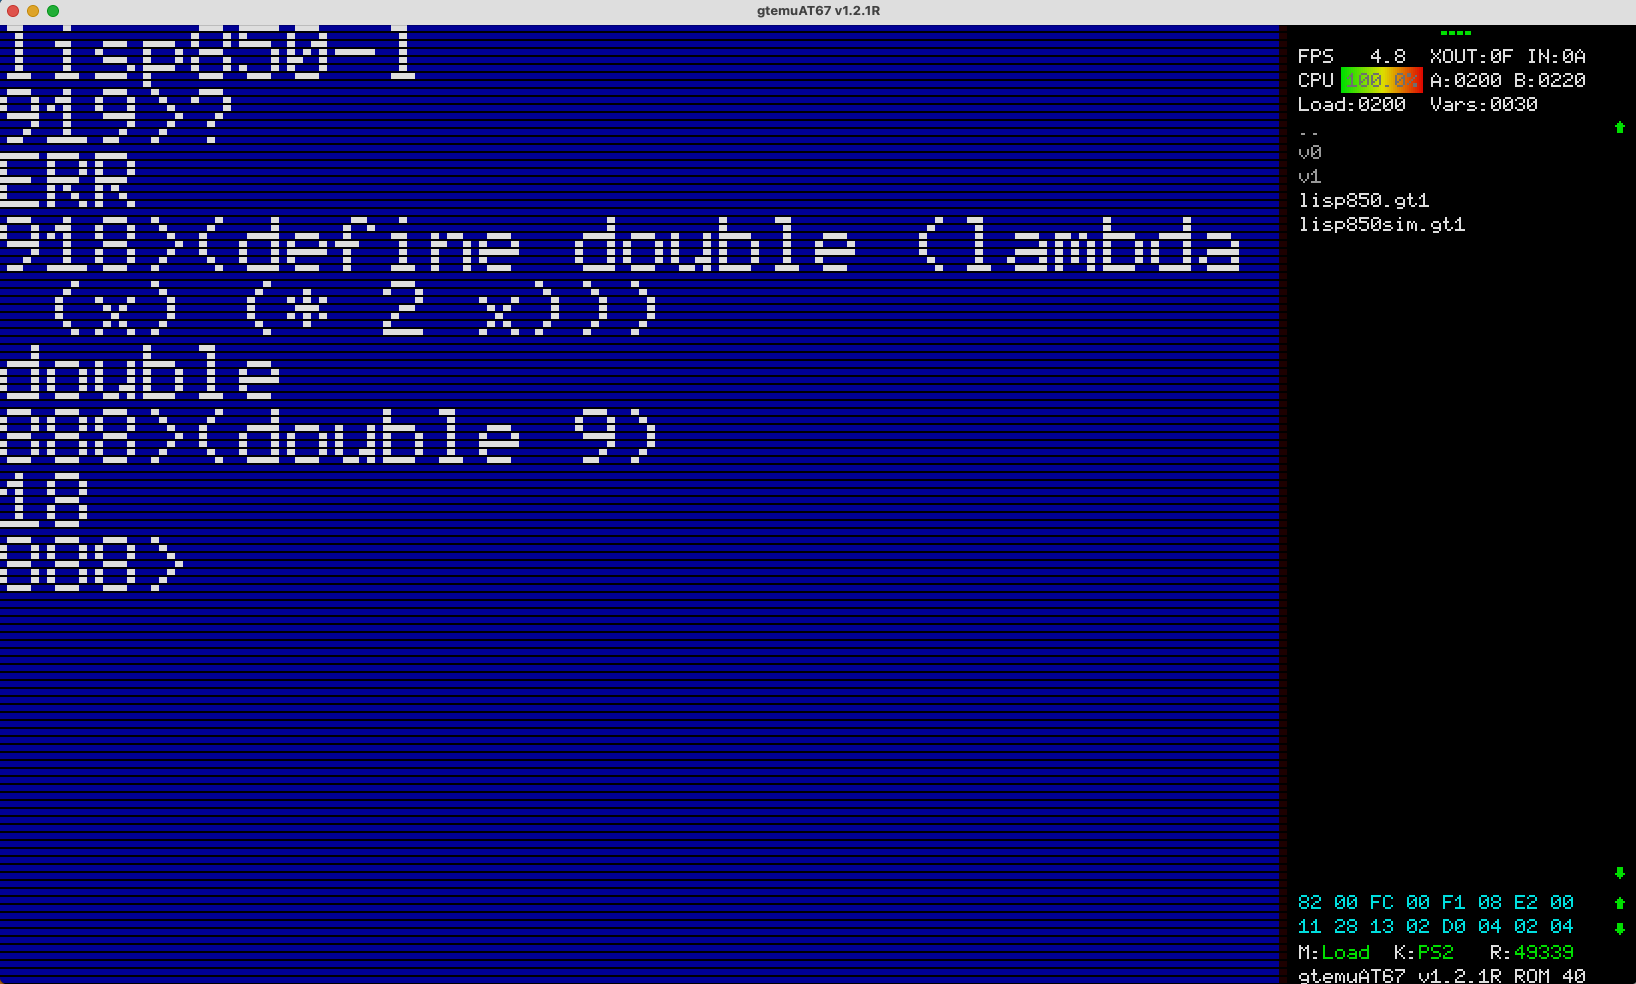 gtemuAT67 v1.2.1R
lisp850-1
919>?
ERR
918>(define double (lambda
(x) (* 2 x)))
double
888>(double 9)
18
888>
FPS 4.8 XOUT:0F IN:0A
CPU 100.0% A:0200 B:0220
Load:0200 Vars:0030
..
v0
v1
lisp850.gt1
lisp850sim.gt1
82 00 FC 00 F1 08 E2 00
11 28 13 02 D0 04 02 04
M:Load K:PS2 R:49339
gtemuAT67 v1.2.1R ROM 40